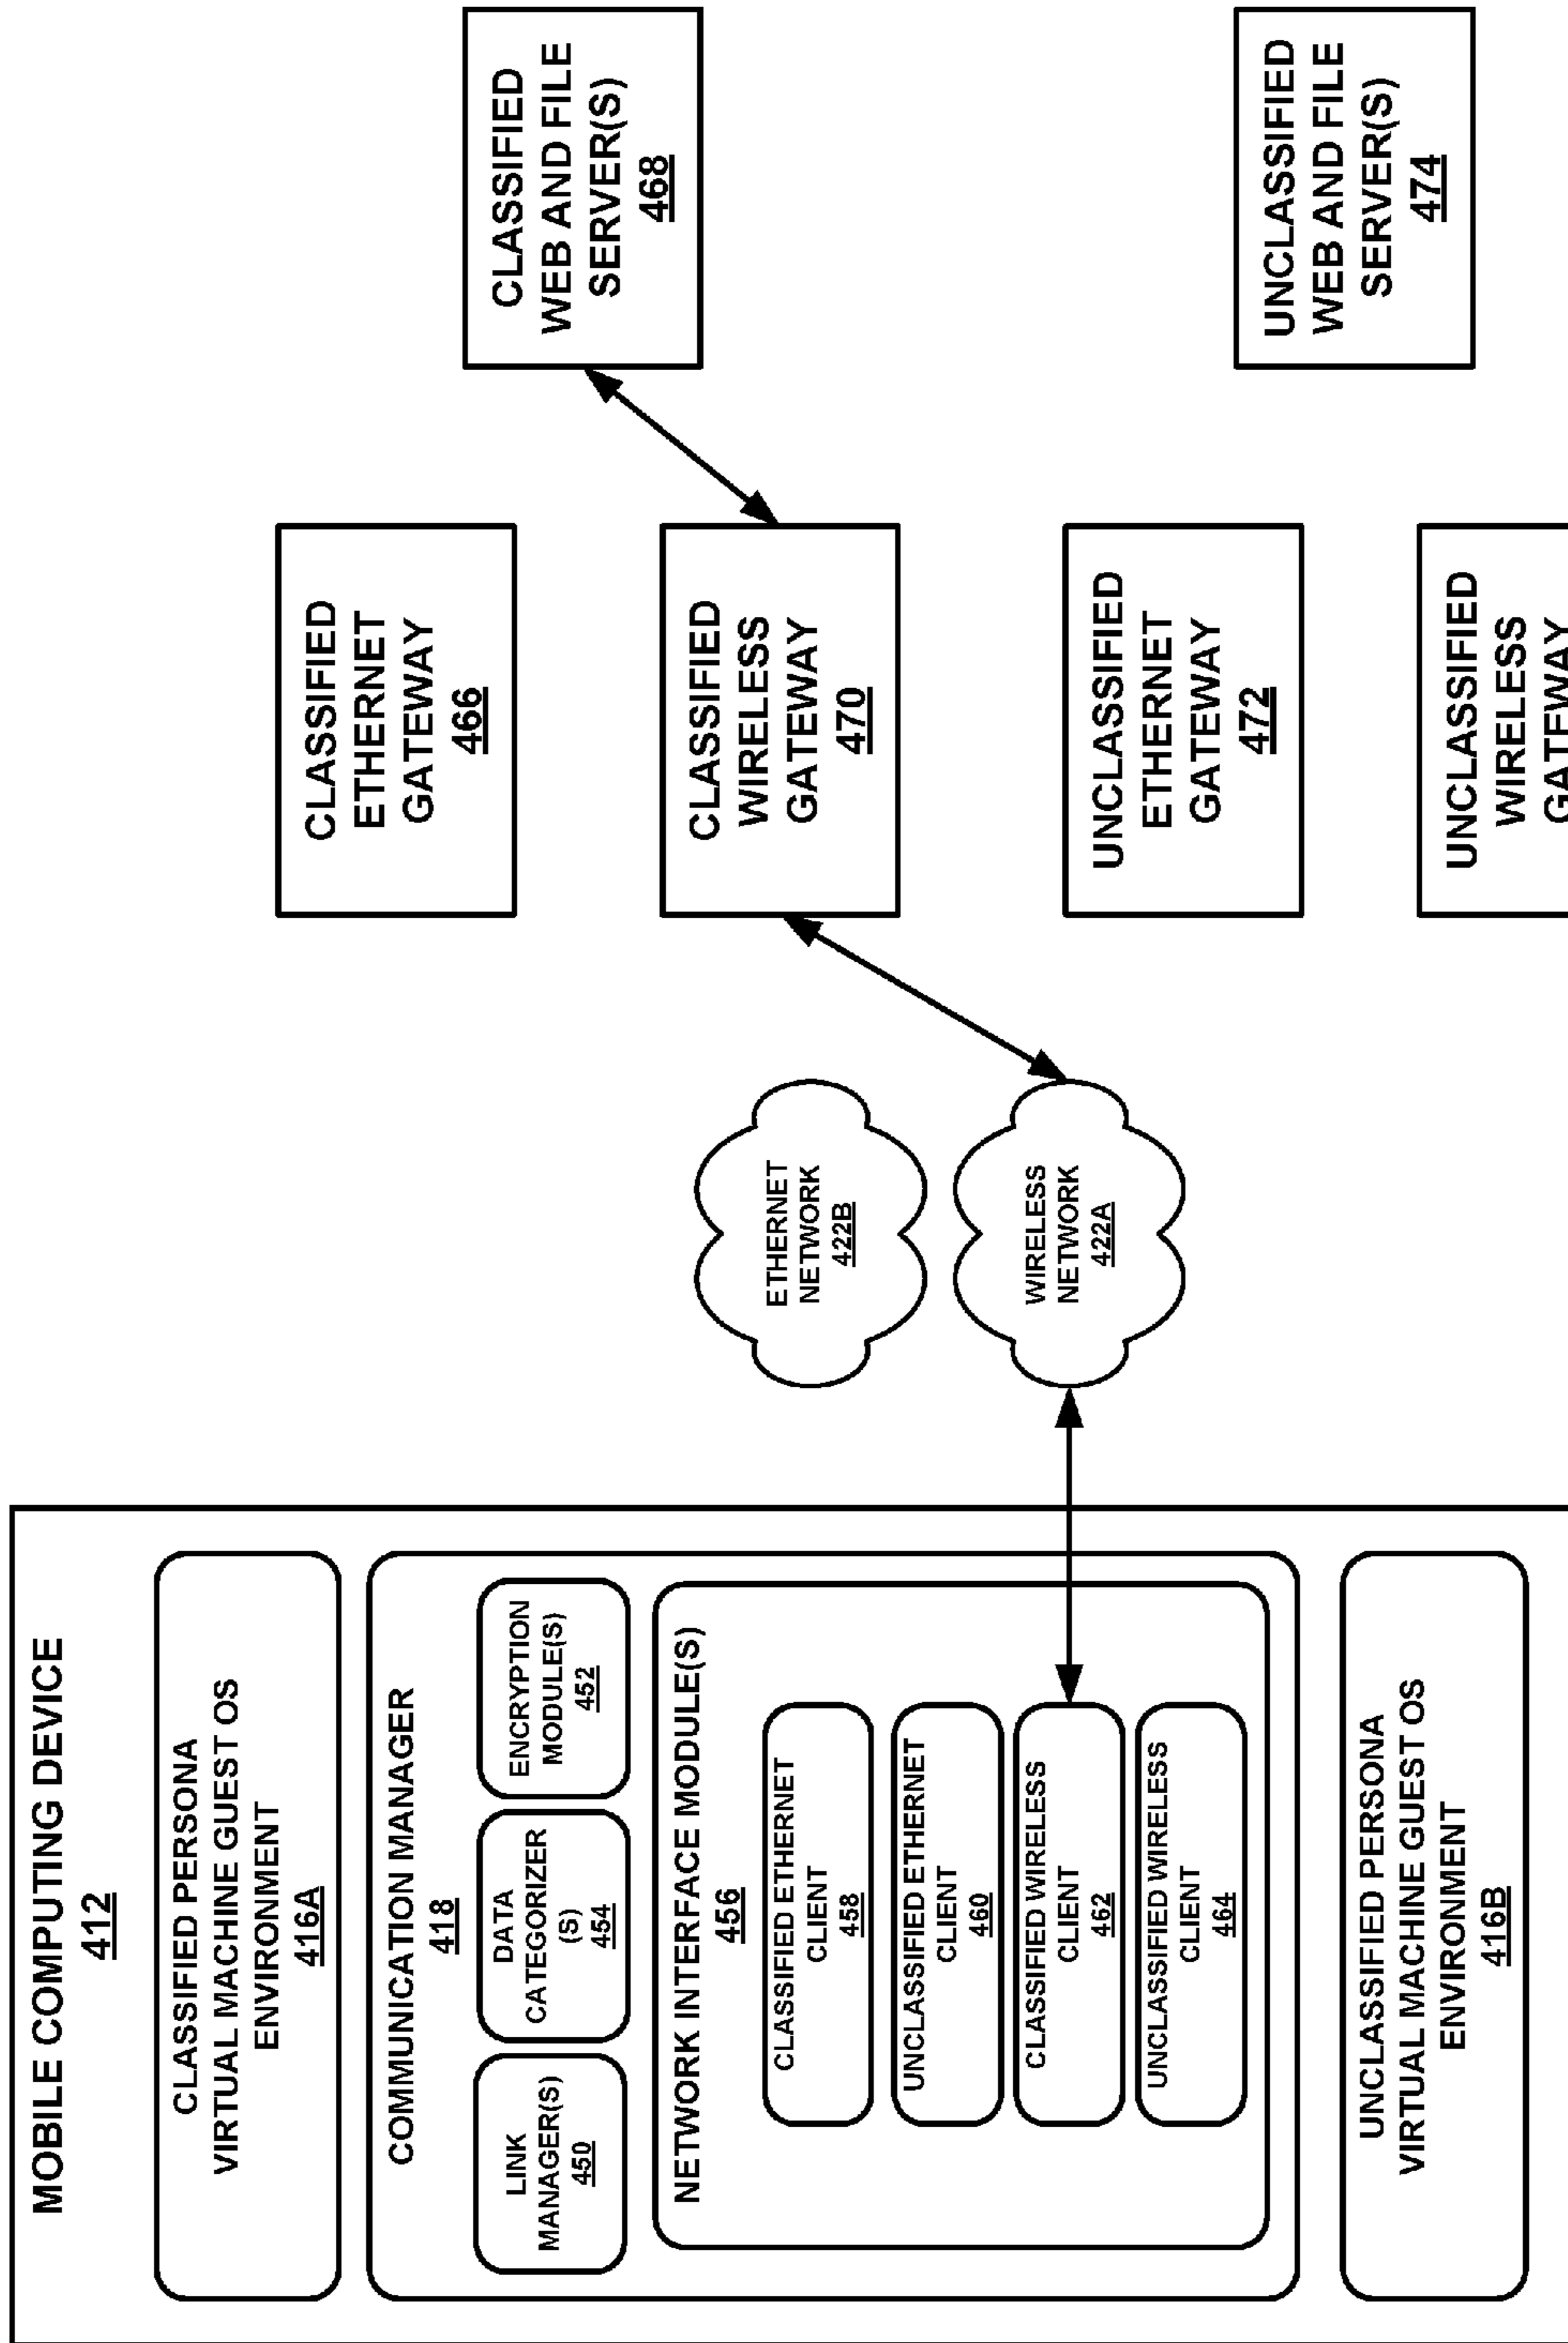 MOBILE COMPUTING DEVICE
412
CLASSIFIED PERSONA
VIRTUAL MACHINE GUEST OS
ENVIRONMENT
416A
COMMUNICATION MANAGER
418
LINK
MANAGER(S)
450
DATA
CATEGORIZER
(S)
454
ENCRYPTION
MODULE(S)
452
NETWORK INTERFACE MODULE(S)
456
CLASSIFIED ETHERNET
CLIENT
458
UNCLASSIFIED ETHERNET
CLIENT
460
CLASSIFIED WIRELESS
CLIENT
462
UNCLASSIFIED WIRELESS
CLIENT
464
UNCLASSIFIED PERSONA
VIRTUAL MACHINE GUEST OS
ENVIRONMENT
416B
ETHERNET
NETWORK
422B
WIRELESS
NETWORK
422A
CLASSIFIED
ETHERNET
GATEWAY
466
CLASSIFIED
WIRELESS
GATEWAY
470
UNCLASSIFIED
ETHERNET
GATEWAY
472
UNCLASSIFIED
WIRELESS
GATEWAY
CLASSIFIED
WEB AND FILE
SERVER(S)
468
UNCLASSIFIED
WEB AND FILE
SERVER(S)
474